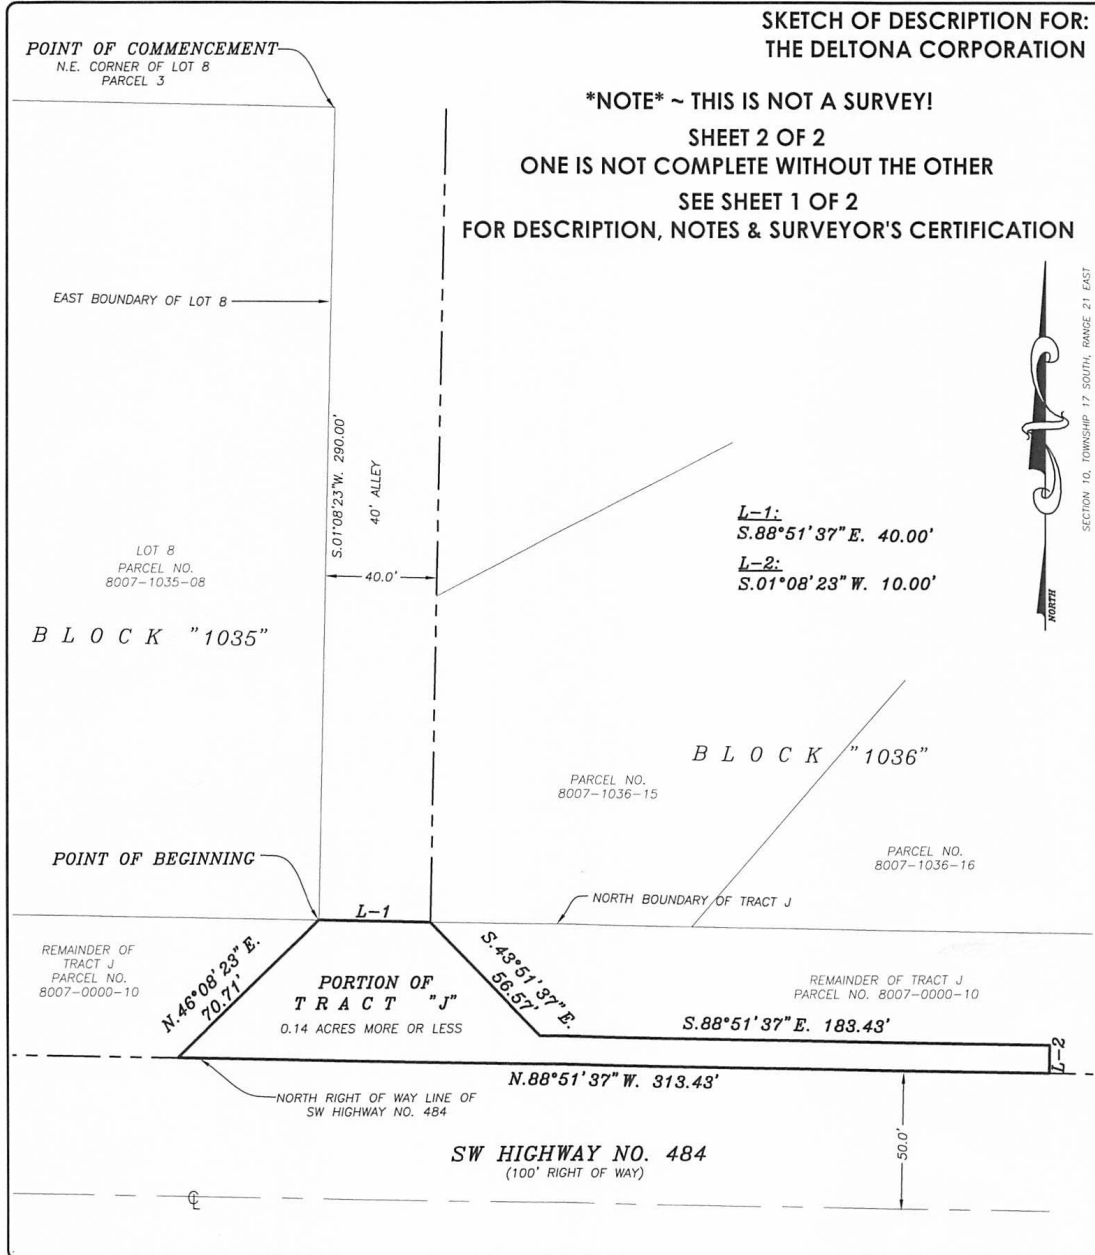 SKETCH OF DESCRIPTION FOR:
THE DELTONA CORPORATION
POINT OF COMMENCEMENT
N.E. CORNER OF LOT 8
PARCEL 3
*NOTE* ~ THIS IS NOT A SURVEY!
SHEET 2 OF 2
ONE IS NOT COMPLETE WITHOUT THE OTHER
SEE SHEET 1 OF 2
FOR DESCRIPTION, NOTES & SURVEYOR'S CERTIFICATION
EAST BOUNDARY OF LOT 8
SECTION 10, TOWNSHIP 17 SOUTH, RANGE 21 EAST
NORTH
S.01°08'23"W. 290.00'
40' ALLEY
40.0'
L-1:
S.88°51'37"E. 40.00'
L-2:
S.01°08'23"W. 10.00'
LOT 8
PARCEL NO.
8007-1035-08
BLOCK "1035"
BLOCK "1036"
PARCEL NO.
8007-1036-15
PARCEL NO.
8007-1036-16
POINT OF BEGINNING
L-1
NORTH BOUNDARY OF TRACT J
REMAINDER OF
TRACT J
PARCEL NO.
8007-0000-10
N.46°08'23"E.
70.71'
PORTION OF
TRACT "J"
0.14 ACRES MORE OR LESS
S.43°51'37"E.
56.57'
REMAINDER OF TRACT J
PARCEL NO. 8007-0000-10
S.88°51'37"E. 183.43'
L-2
N.88°51'37"W. 313.43'
NORTH RIGHT OF WAY LINE OF
SW HIGHWAY NO. 484
SW HIGHWAY NO. 484
(100' RIGHT OF WAY)
50.0'
℄